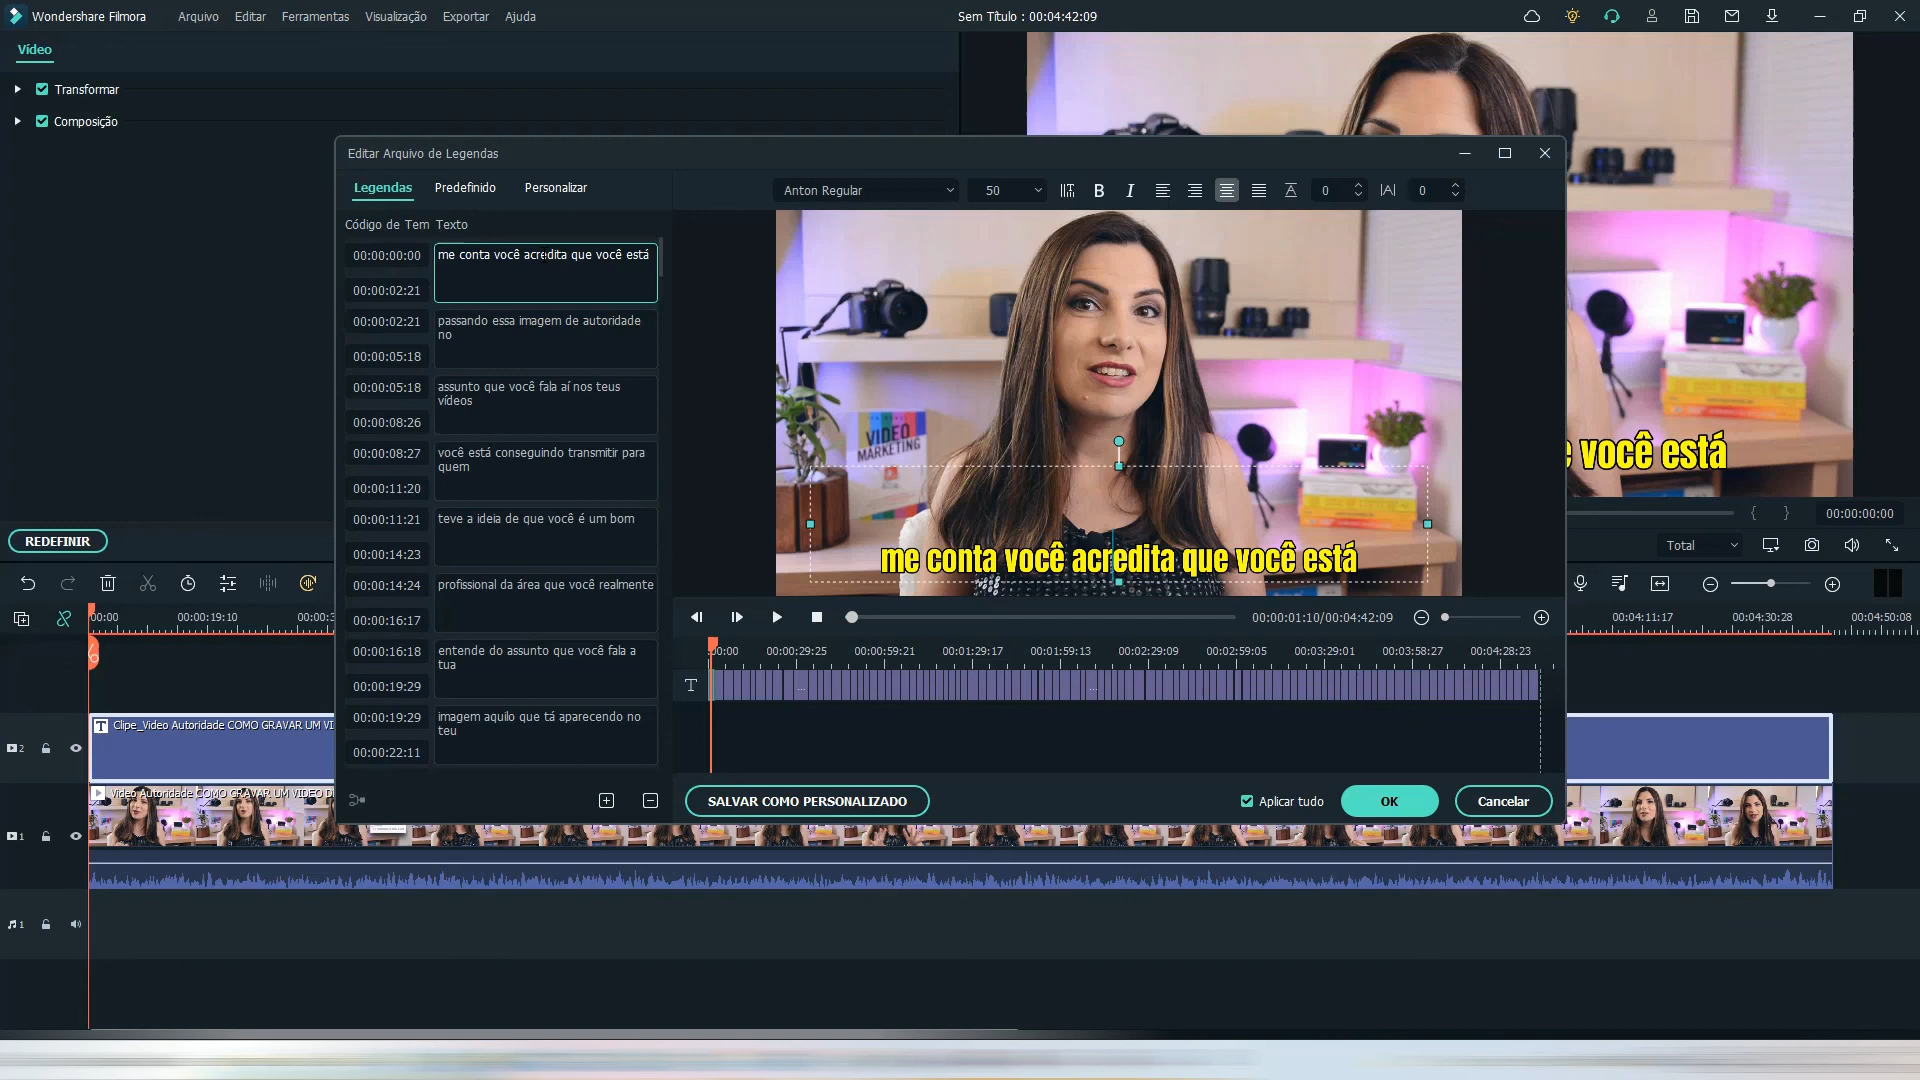 Wondershare Filmora
Arquivo
Editar
Ferramentas
Visualização
Exportar
Ajuda
Sem Título : 00:04:42:09
Vídeo
Transformar
Composição
Editar Arquivo de Legendas
Legendas
Predefinido
Personalizar
Anton Regular
50
B
I
0
0
Código de Tem
Texto
00:00:00:00
me conta você acredita que você está
00:00:02:21
00:00:02:21
passando essa imagem de autoridade
no
00:00:05:18
00:00:05:18
assunto que você fala aí nos teus
vídeos
00:00:08:26
00:00:08:27
você está conseguindo transmitir para
quem
00:00:11:20
00:00:11:21
teve a ideia de que você é um bom
00:00:14:23
00:00:14:24
profissional da área que você realmente
00:00:16:17
00:00:16:18
entende do assunto que você fala a
tua
00:00:19:29
00:00:19:29
imagem aquilo que tá aparecendo no
teu
00:00:22:11
VIDEO
MARKETING
me conta você acredita que você está
você está
00:00:00:00
Total
REDEFINIR
00:00:01:10/00:04:42:09
:00:00
00:00:29:25
00:00:59:21
00:01:29:17
00:01:59:13
00:02:29:09
00:02:59:05
00:03:29:01
00:03:58:27
00:04:28:23
T
SALVAR COMO PERSONALIZADO
Aplicar tudo
OK
Cancelar
:00:00
00:00:19:10
00:00:3
00:04:11:17
00:04:30:28
00:04:50:08
2
T
Clipe_Video Autoridade COMO GRAVAR UM VI
1
Video Autoridade COMO GRAVAR UM VIDEO D
1